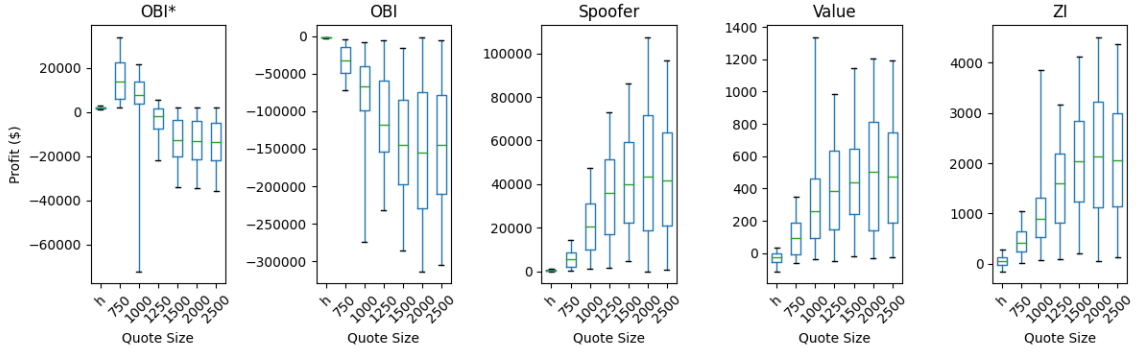 OBI*
OBI
Spoofer
Value
ZI
Profit ($)
20000
0
−20000
−40000
−60000
0
−50000
−100000
−150000
−200000
−250000
−300000
100000
80000
60000
40000
20000
0
1400
1200
1000
800
600
400
200
0
4000
3000
2000
1000
0
h 750 1000 1250 1500 2000 2500
h 750 1000 1250 1500 2000 2500
h 750 1000 1250 1500 2000 2500
h 750 1000 1250 1500 2000 2500
h 750 1000 1250 1500 2000 2500
Quote Size
Quote Size
Quote Size
Quote Size
Quote Size